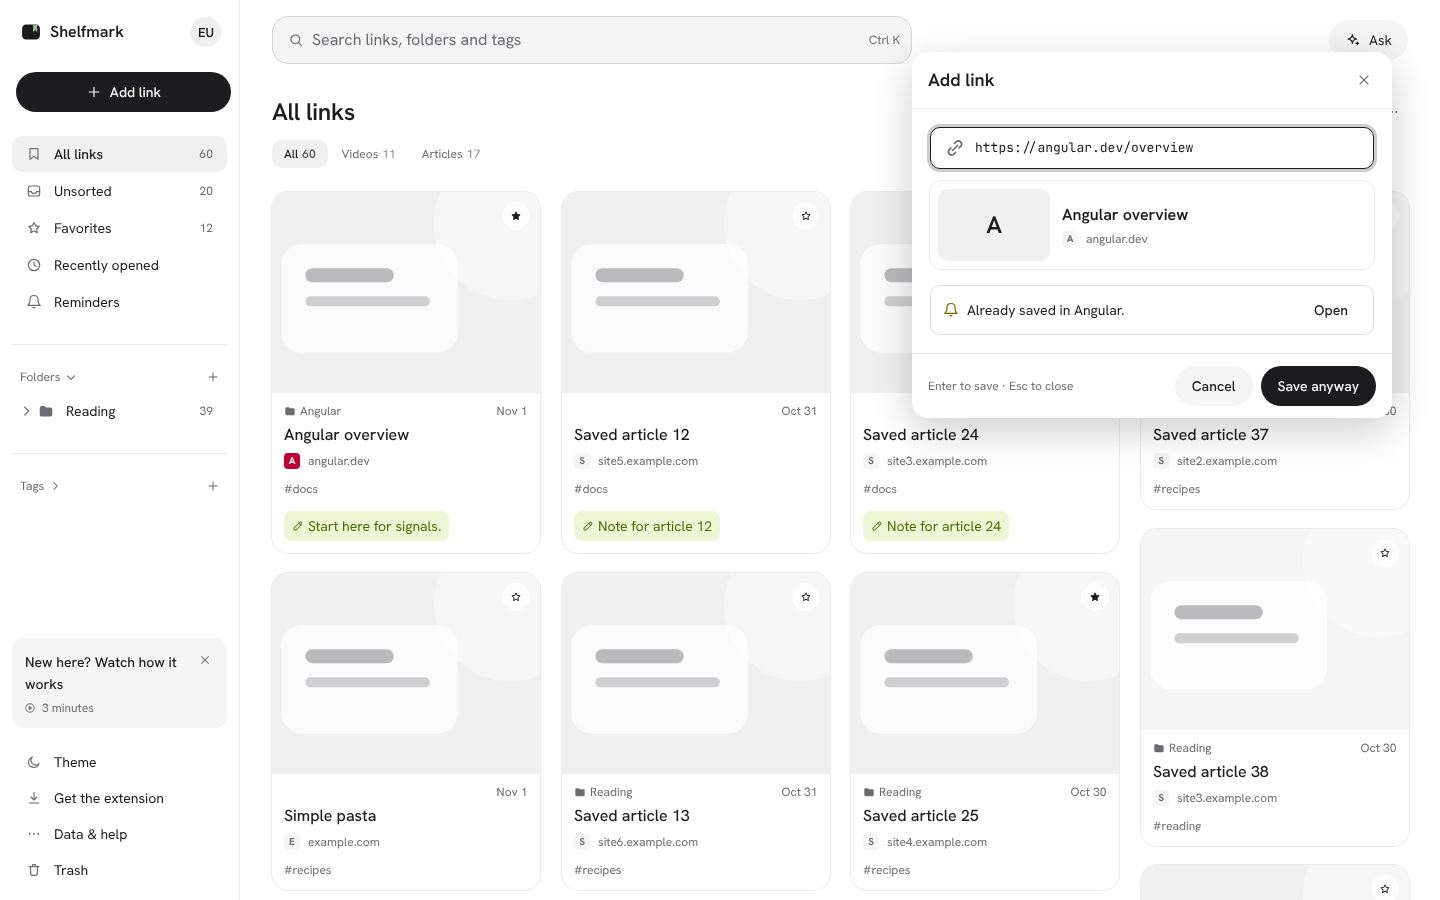 Shelfmark
EU
Add link
All links 60
Unsorted 20
Favorites 12
Recently opened
Reminders
Folders
Reading 39
Tags
New here? Watch how it
works
3 minutes
Theme
Get the extension
Data & help
Trash
Search links, folders and tags Ctrl K
Ask
All links
All 60 Videos 11 Articles 17
Angular Nov 1
Angular overview
A angular.dev
#docs
Start here for signals.
Oct 31
Saved article 12
S site5.example.com
#docs
Note for article 12
Saved article 24
S site3.example.com
#docs
Note for article 24
Saved article 37
S site2.example.com
#recipes
Nov 1
Simple pasta
E example.com
#recipes
Reading Oct 31
Saved article 13
S site6.example.com
#recipes
Reading Oct 30
Saved article 25
S site4.example.com
#recipes
Reading Oct 30
Saved article 38
S site3.example.com
#reading
Add link
https://angular.dev/overview
A
Angular overview
A angular.dev
Already saved in Angular.
Open
Enter to save · Esc to close
Cancel
Save anyway